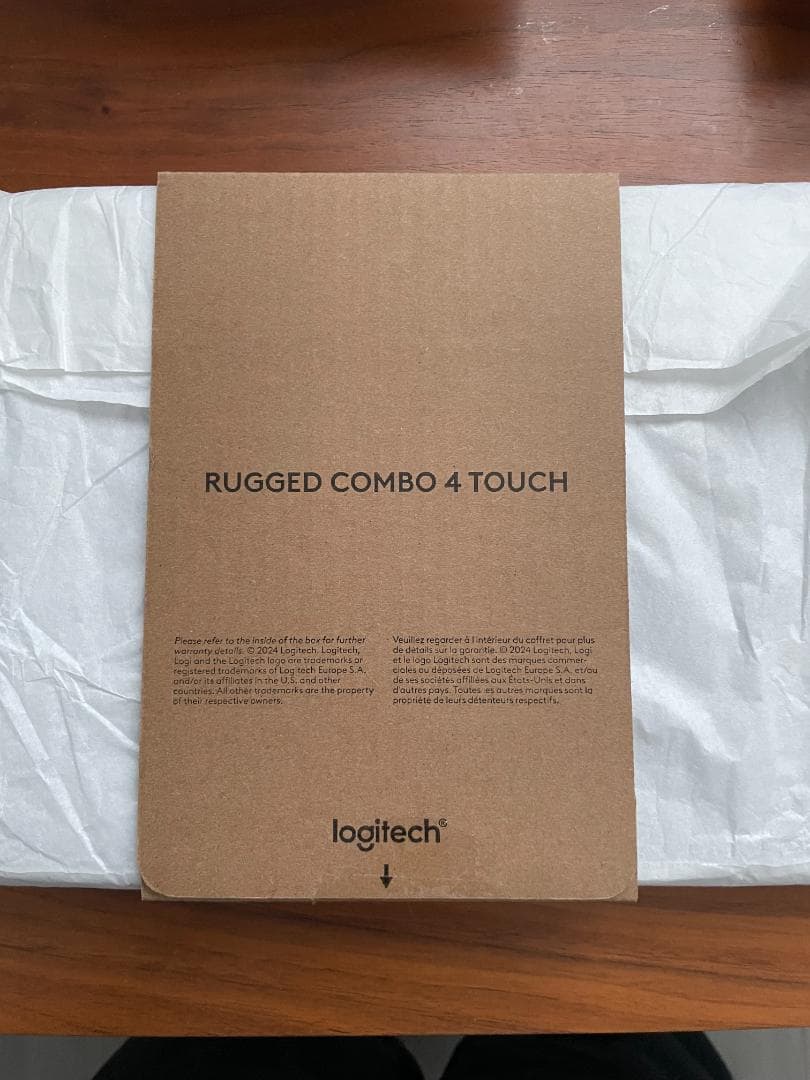 RUGGED COMBO 4 TOUCH
Please refer to the inside of the box for further
warranty details. © 2024 Logitech. Logitech,
Logi and the Logitech logo are trademarks or
registered trademarks of Logitech Europe S.A.
and/or its affiliates in the U.S. and other
countries. All other trademarks are the property
of their respective owners.
Veuillez regarder à l'intérieur du coffret pour plus
de détails sur la garantie. © 2024 Logitech, Logi
et le logo Logitech sont des marques commer-
ciales ou déposées de Logitech Europe S.A. et/ou
de ses sociétés affiliées aux États-Unis et dans
d'autres pays. Toutes les autres marques sont la
propriété de leurs détenteurs respectifs.
logitech®